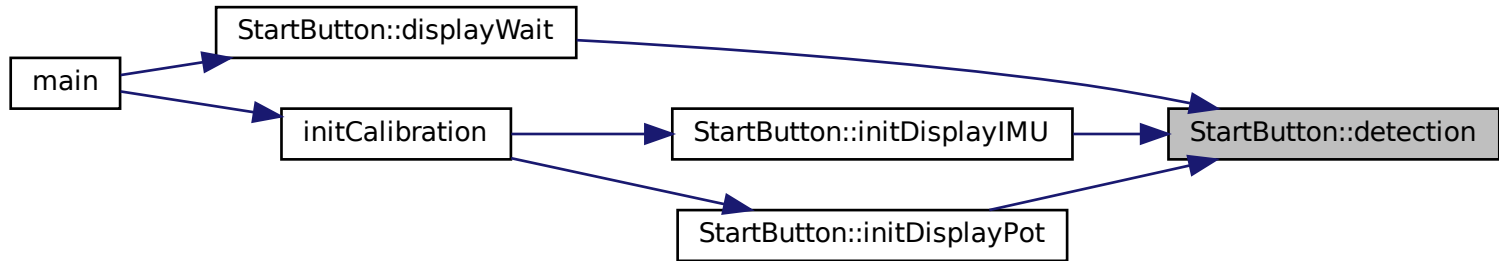 StartButton::displayWait
main
initCalibration
StartButton::initDisplayIMU
StartButton::detection
StartButton::initDisplayPot